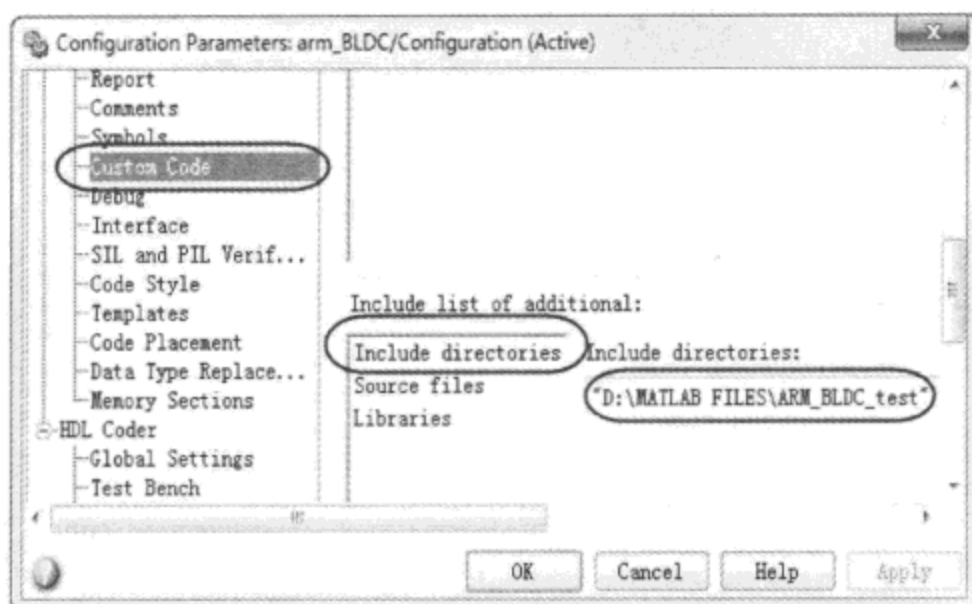 Configuration Parameters: arm_BLDC/Configuration (Active)
Report
Comments
Symbols
Custom Code
Debug
Interface
SIL and PIL Verif...
Code Style
Templates
Code Placement
Data Type Replace...
Memory Sections
HDL Coder
Global Settings
Test Bench
Include list of additional:
Include directories
Source files
Libraries
Include directories:
"D:\MATLAB FILES\ARM_BLDC_test"
OK
Cancel
Help
Apply